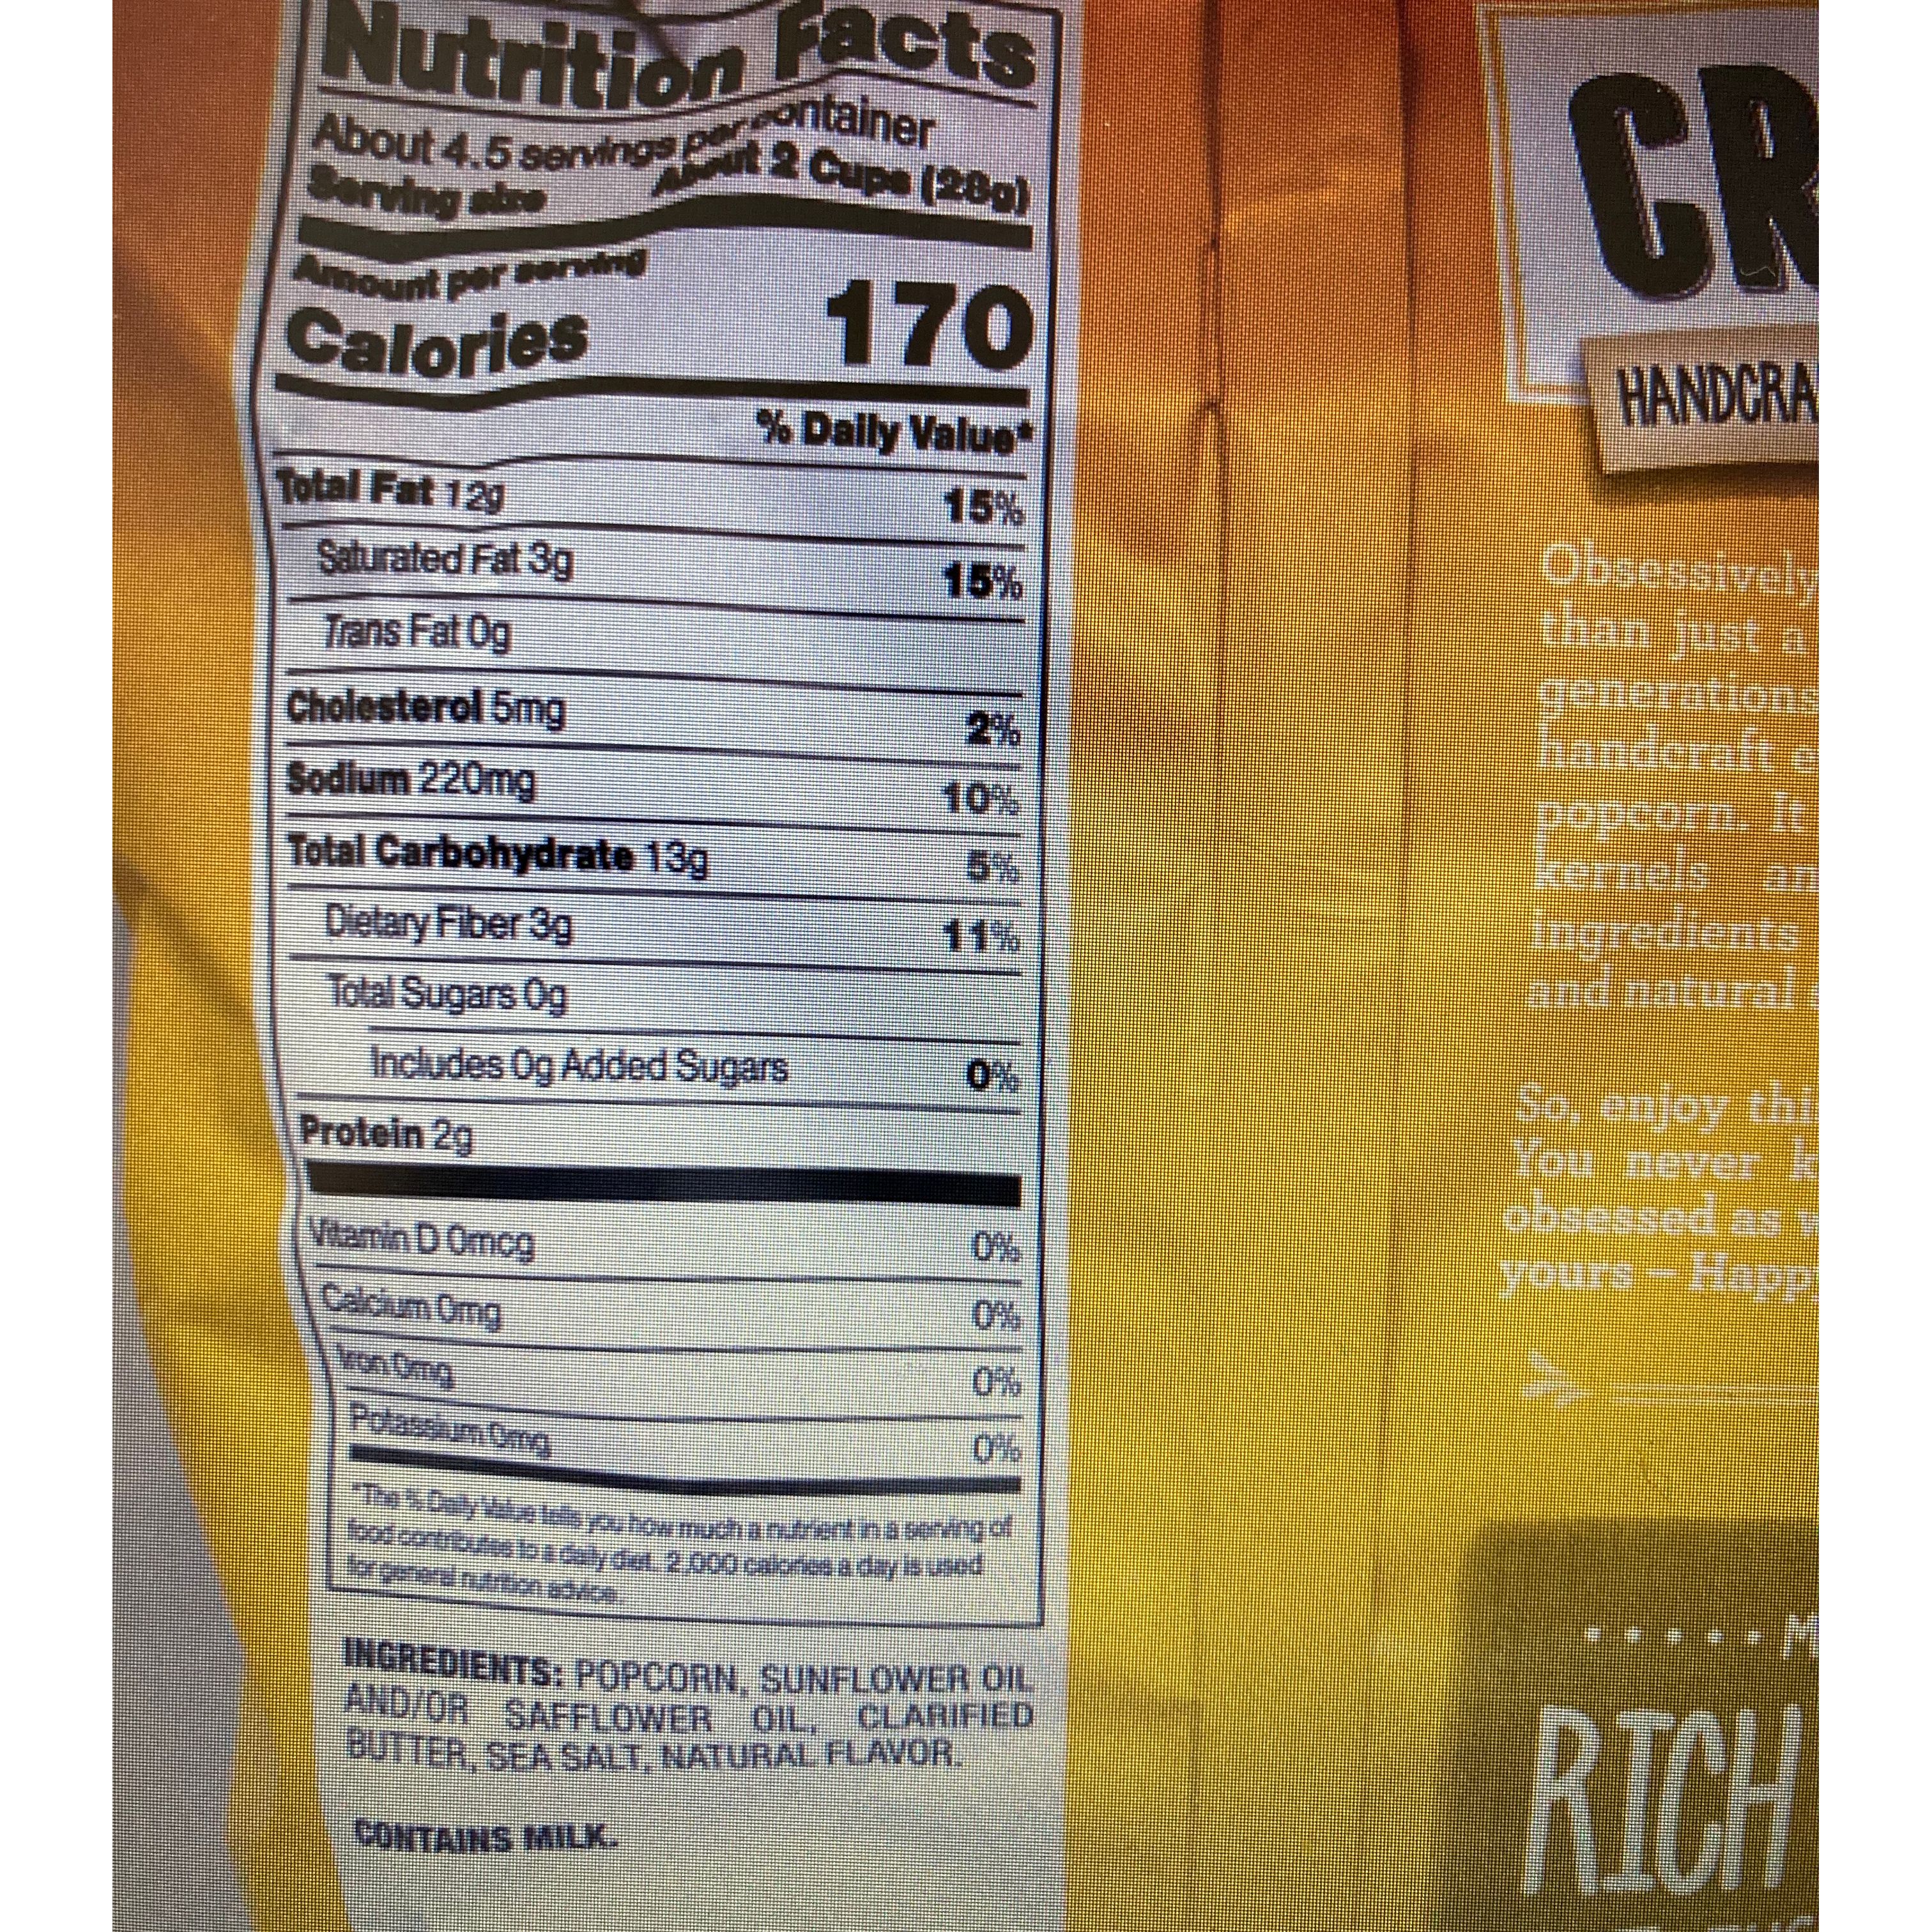 Nutrition Facts
About 4.5 servings per container
Serving size About 2 Cups (28g)
Amount per serving
Calories 170
% Daily Value*
Total Fat 12g 15%
Saturated Fat 3g 15%
Trans Fat 0g
Cholesterol 5mg 2%
Sodium 220mg 10%
Total Carbohydrate 13g 5%
Dietary Fiber 3g 11%
Total Sugars 0g
Includes 0g Added Sugars 0%
Protein 2g
Vitamin D 0mcg 0%
Calcium 0mg 0%
Iron 0mg 0%
Potassium 0mg 0%
*The % Daily Value tells you how much a nutrient in a serving of
food contributes to a daily diet. 2,000 calories a day is used
for general nutrition advice.
INGREDIENTS: POPCORN, SUNFLOWER OIL
AND/OR SAFFLOWER OIL, CLARIFIED
BUTTER, SEA SALT, NATURAL FLAVOR.
CONTAINS MILK.
CR
HANDCRA
Obsessively
than just a
generations
handcraft e
popcorn. It
kernels an
ingredients
and natural
So, enjoy thi
You never k
obsessed as w
yours – Happ
M
RICH